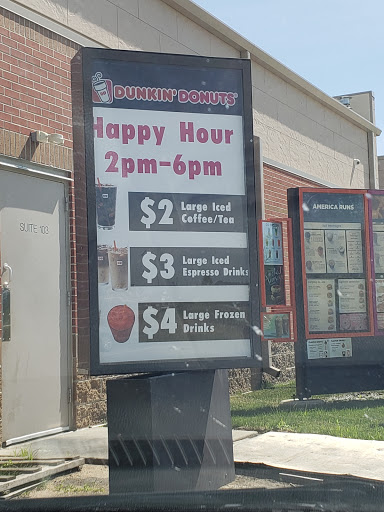 DUNKIN' DONUTS
Happy Hour
2pm-6pm
$2 Large Iced
Coffee/Tea
$3 Large Iced
Espresso Drinks
$4 Large Frozen
Drinks
SUITE 103
AMERICA RUNS